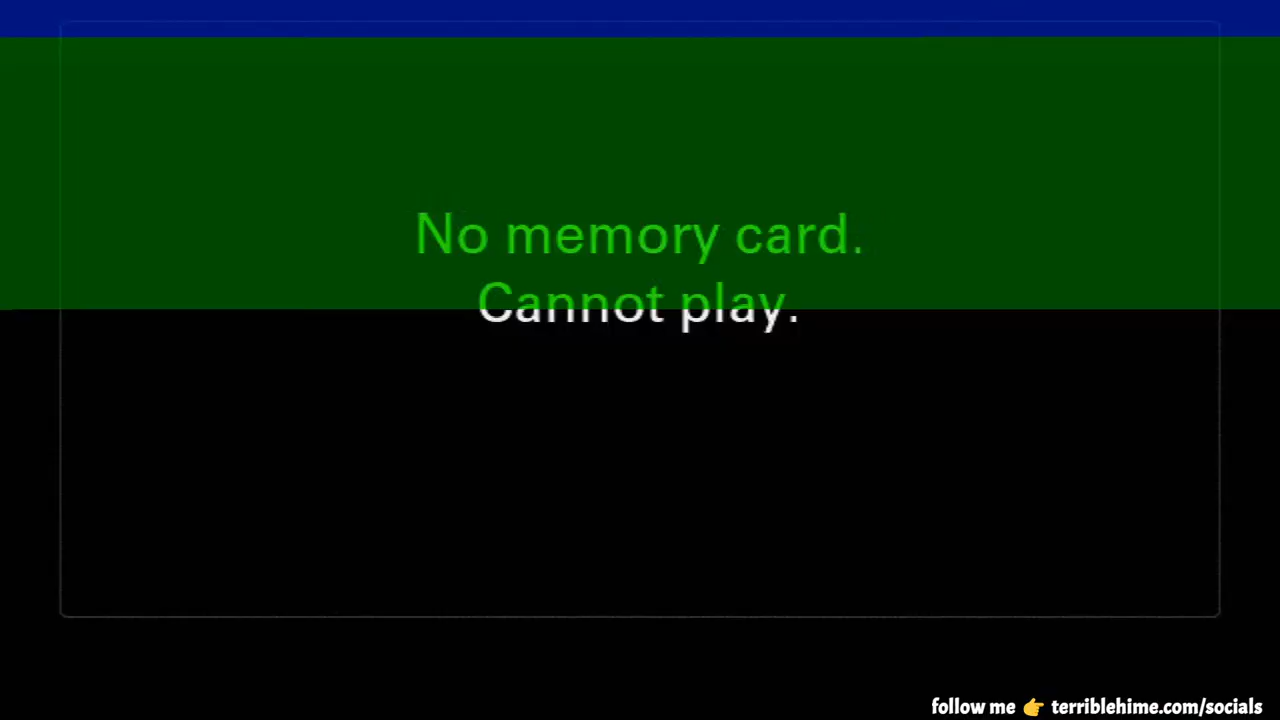 No memory card.
Cannot play.
follow me 👉 terriblehime.com/socials